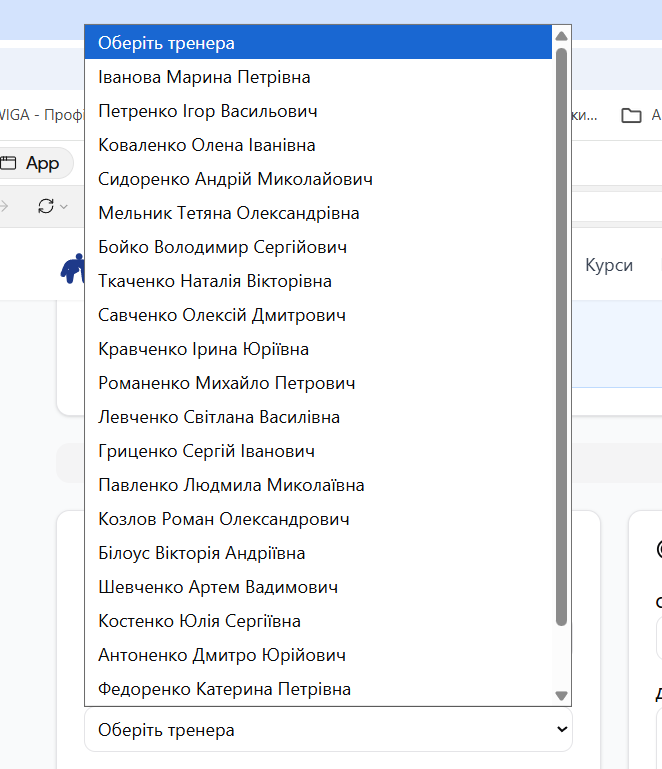 Оберіть тренера
Іванова Марина Петрівна
WIGA - Профі
Петренко Ігор Васильович
ки...
A
Коваленко Олена Іванівна
App
Сидоренко Андрій Миколайович
Мельник Тетяна Олександрівна
Бойко Володимир Сергійович
Курси
Ткаченко Наталія Вікторівна
Савченко Олексій Дмитрович
Кравченко Ірина Юріївна
Романенко Михайло Петрович
Левченко Світлана Василівна
Гриценко Сергій Іванович
Павленко Людмила Миколаївна
Козлов Роман Олександрович
Білоус Вікторія Андріївна
Шевченко Артем Вадимович
Костенко Юлія Сергіївна
Антоненко Дмитро Юрійович
Федоренко Катерина Петрівна
Оберіть тренера